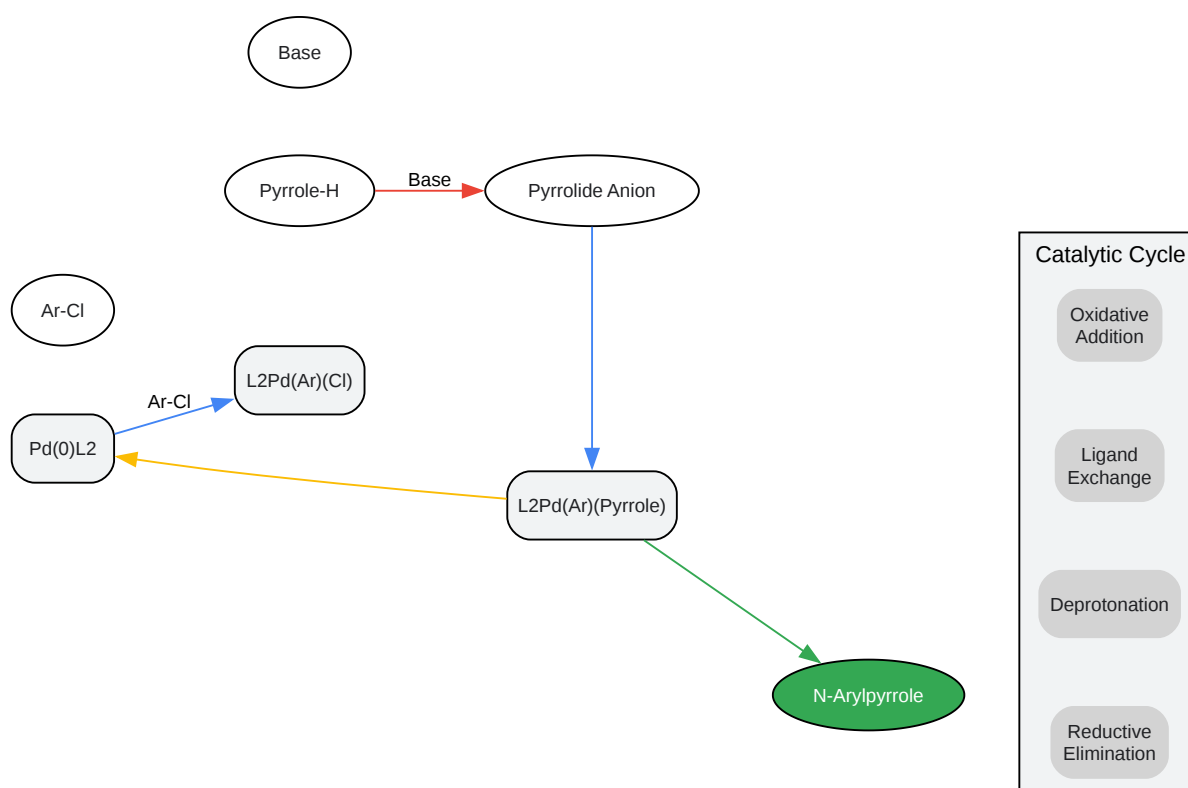 Base
Pyrrole-H
Base
Pyrrolide Anion
Catalytic Cycle
Ar-Cl
Oxidative
Addition
L2Pd(Ar)(Cl)
Ar-Cl
Pd(0)L2
Ligand
Exchange
L2Pd(Ar)(Pyrrole)
Deprotonation
N-Arylpyrrole
Reductive
Elimination